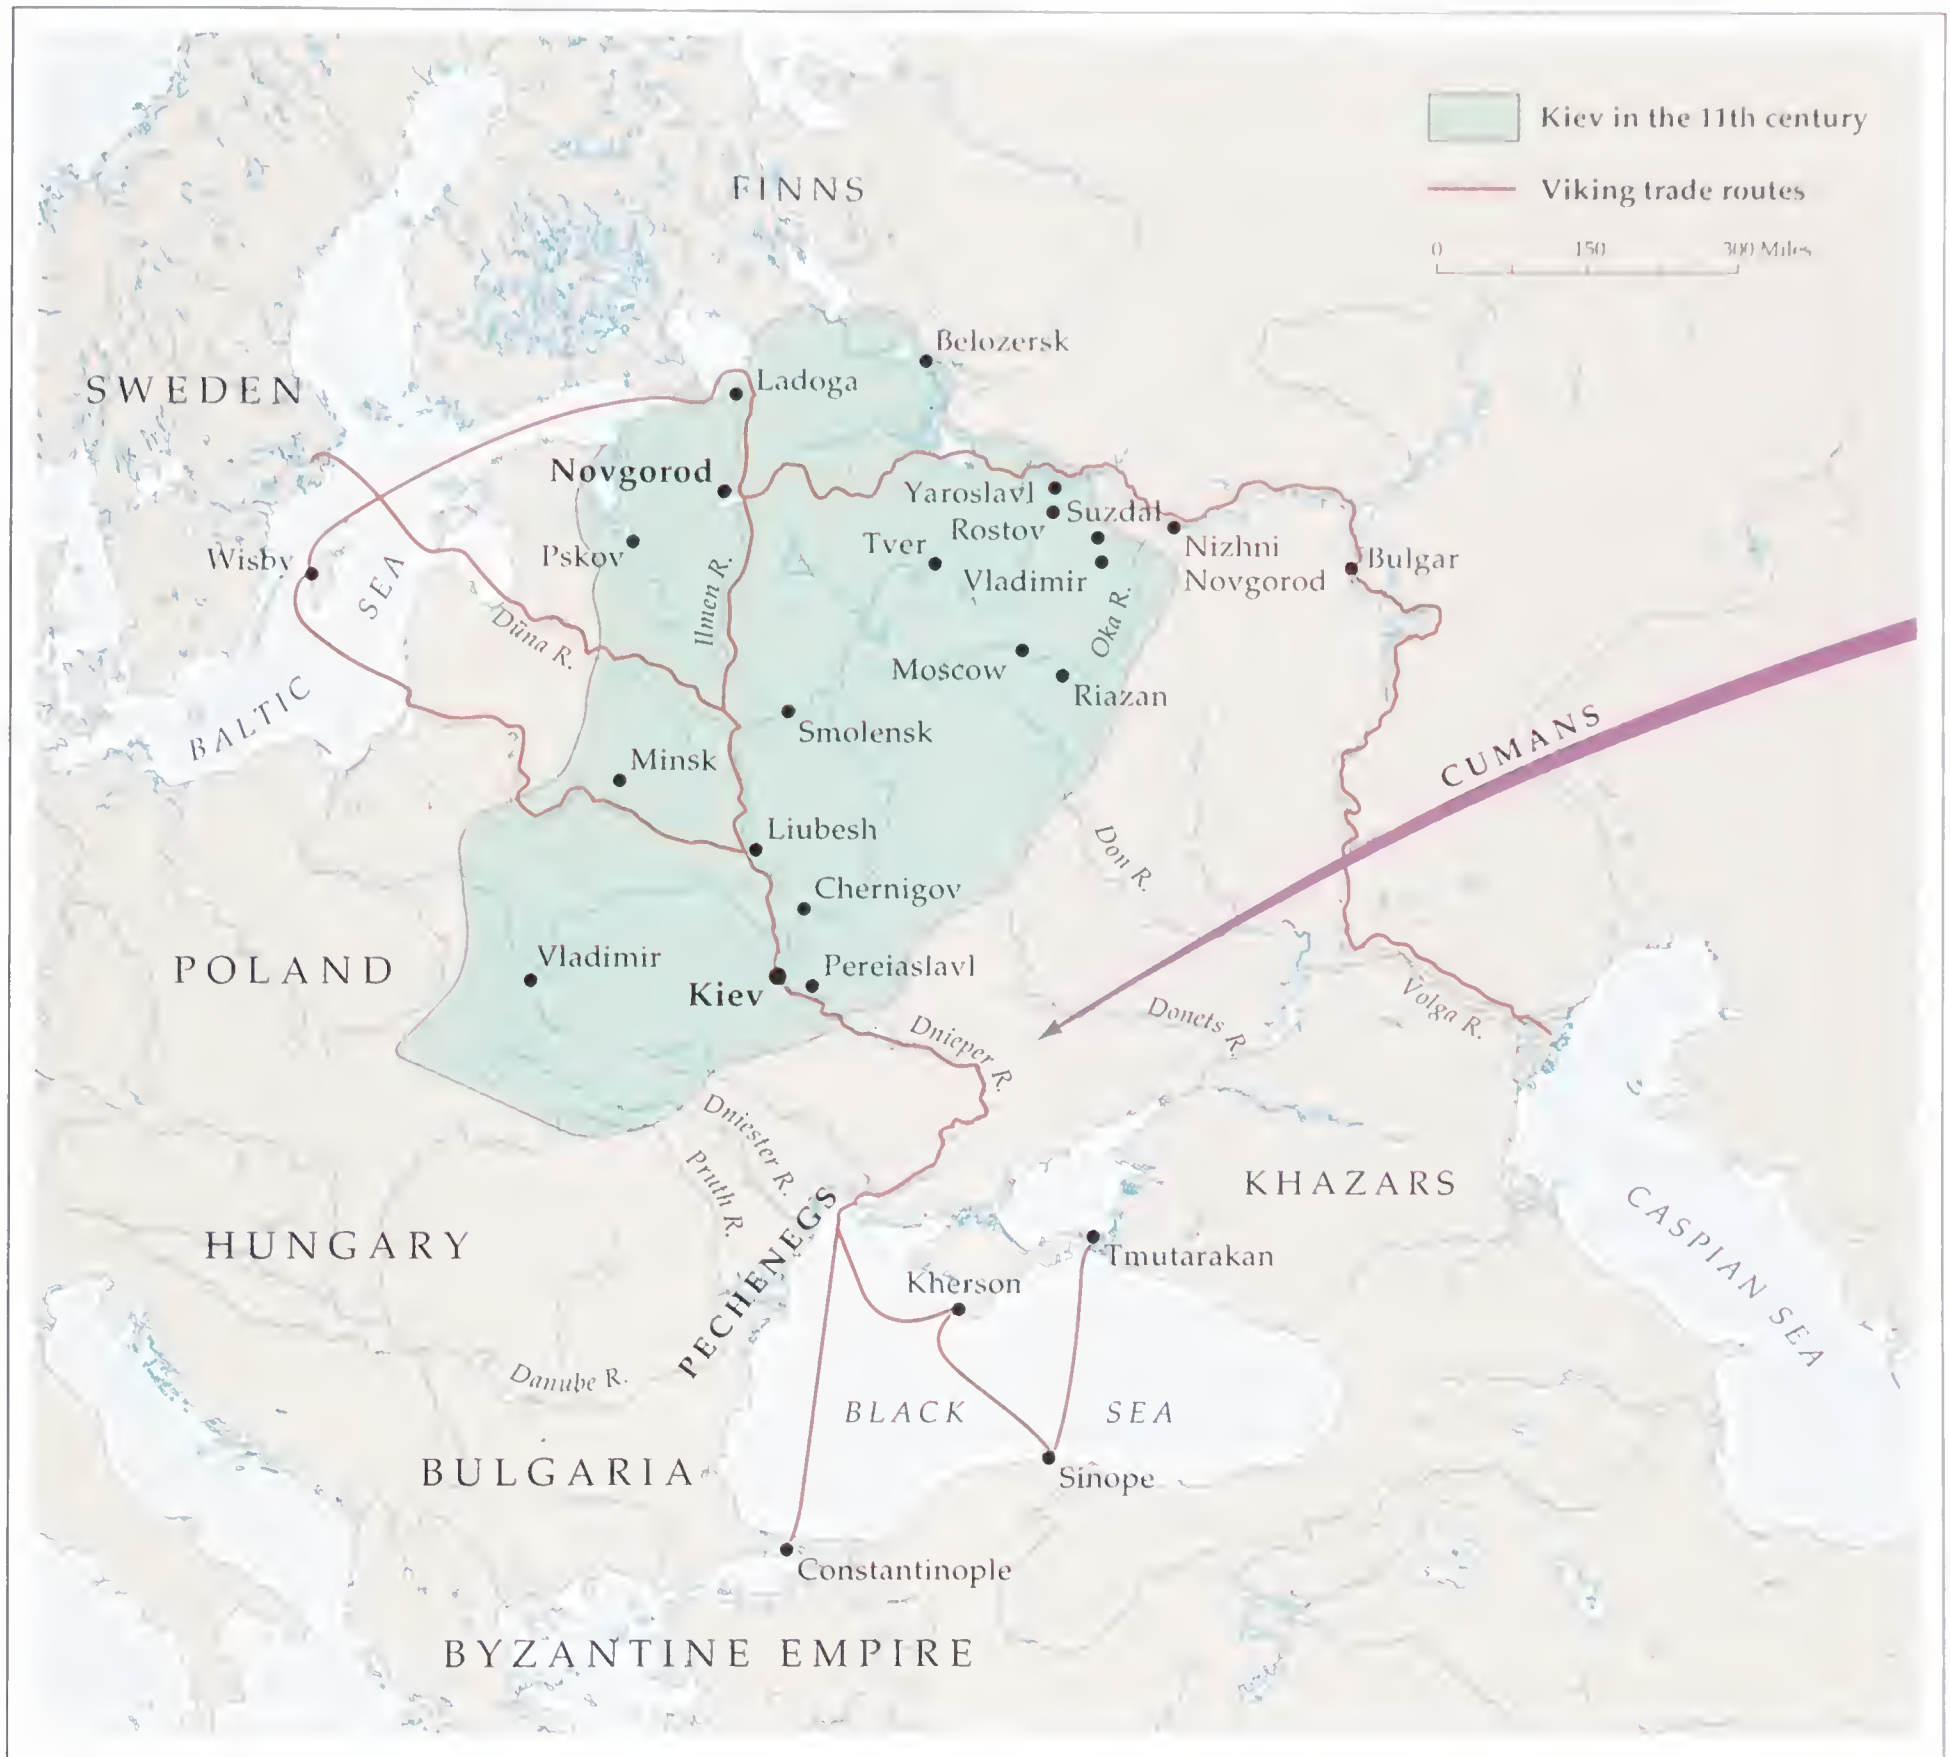 Kiev in the 11th century
Viking trade routes
0 150 300 Miles
FINNS
Belozersk
SWEDEN
Ladoga
Novgorod
Yaroslavl
Suzdal
Rostov
Wisby
Pskov
Tver
Nizhni
Novgorod
Bulgar
Vladimir
SEA
Düna R.
Ilmen R.
Oka R.
Moscow
Riazan
BALTIC
Smolensk
CUMANS
Minsk
Liubesh
Don R.
Chernigov
POLAND
Vladimir
Pereiaslavl
Kiev
Dnieper R.
Donets R.
Volga R.
Dniester R.
Pruth R.
KHAZARS
PECHENEGS
CASPIAN SEA
HUNGARY
Tmutarakan
Kherson
Danube R.
BLACK SEA
BULGARIA
Sinope
Constantinople
BYZANTINE EMPIRE